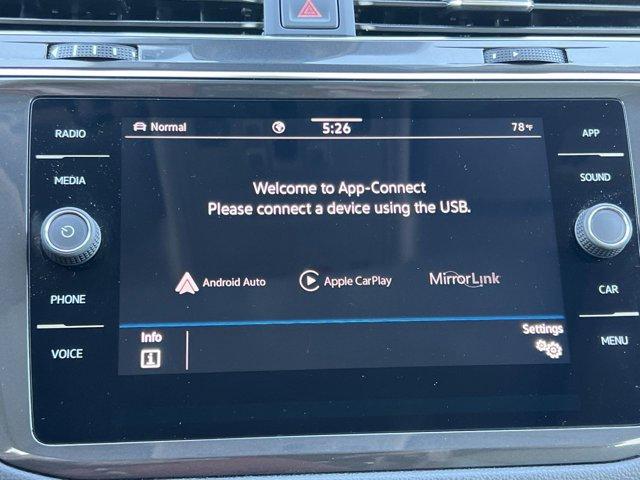 RADIO
MEDIA
PHONE
VOICE
Normal
5:26
78°F
Welcome to App-Connect
Please connect a device using the USB.
Android Auto
Apple CarPlay
MirrorLink
Info
i
Settings
APP
SOUND
CAR
MENU